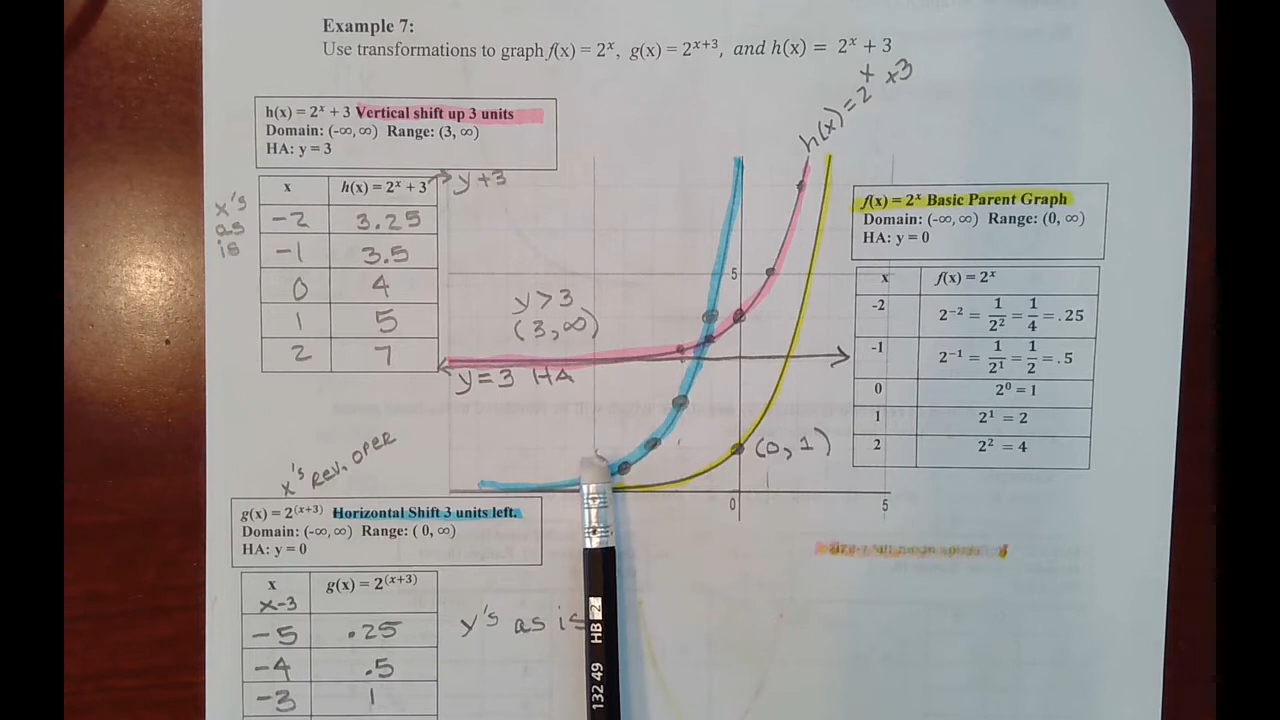 Example 7:
Use transformations to graph f(x) = 2ˣ, g(x) = 2ˣ⁺³, and h(x) = 2ˣ + 3
h(x) = 2ˣ x3
h(x) = 2ˣ + 3 Vertical shift up 3 units
Domain: (-∞, ∞) Range: (3, ∞)
HA: y = 3
x h(x) = 2ˣ + 3 → y+3
x's as is
-2 3.25
-1 3.5
0 4
1 5
2 7
y>3
(3, ∞)
y=3 HA
5
(0, 1)
0
5
f(x) = 2ˣ Basic Parent Graph
Domain: (-∞, ∞) Range: (0, ∞)
HA: y = 0
x f(x) = 2ˣ
-2 2⁻² = 1/2² = 1/4 = .25
-1 2⁻¹ = 1/2¹ = 1/2 = .5
0 2⁰ = 1
1 2¹ = 2
2 2² = 4
x's rev. oper
g(x) = 2⁽ˣ⁺³⁾ Horizontal Shift 3 units left.
Domain: (-∞, ∞) Range: ( 0, ∞)
HA: y = 0
x g(x) = 2⁽ˣ⁺³⁾
x-3
-5 .25
-4 .5
-3 1
y's as is
132 49 HB 2